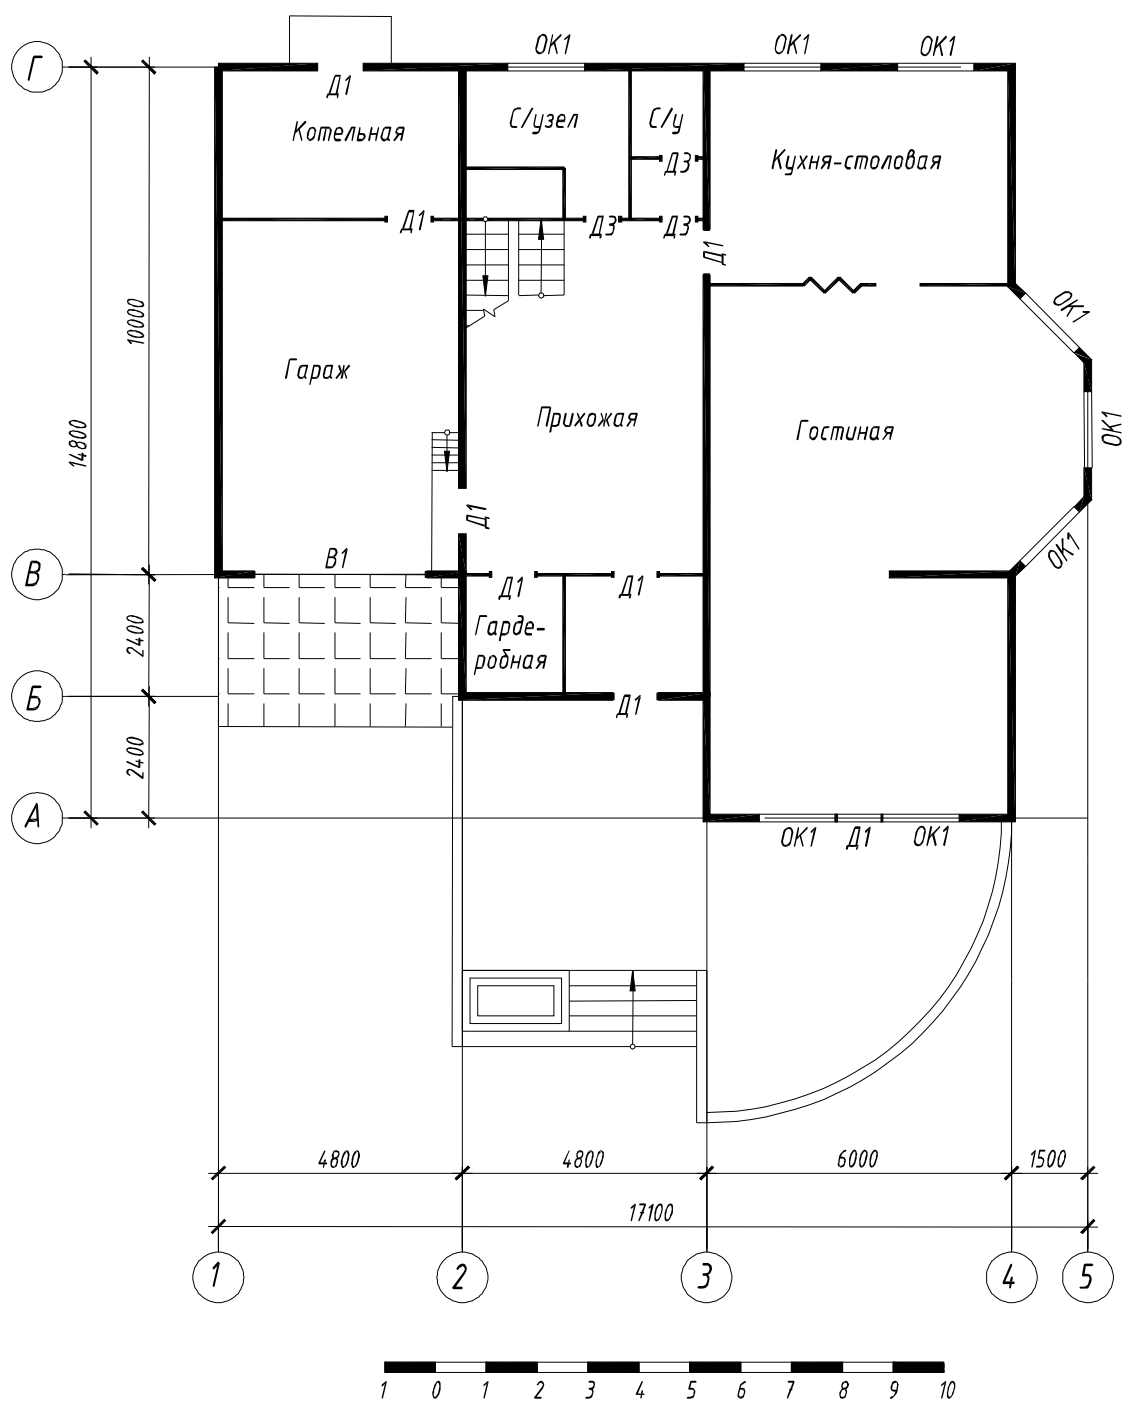 ОК1
ОК1
ОК1
Г
Д1
Котельная
С/узел
С/у
Д3
Кухня-столовая
Д1
Д3
Д3
Д1
ОК1
10000
14800
Гараж
Прихожая
Гостиная
ОК1
Д1
В1
ОК1
В
Д1
Д1
2400
Гарде-
робная
Б
Д1
2400
А
ОК1
Д1
ОК1
4800
4800
6000
1500
17100
1
2
3
4
5
1 0 1 2 3 4 5 6 7 8 9 10